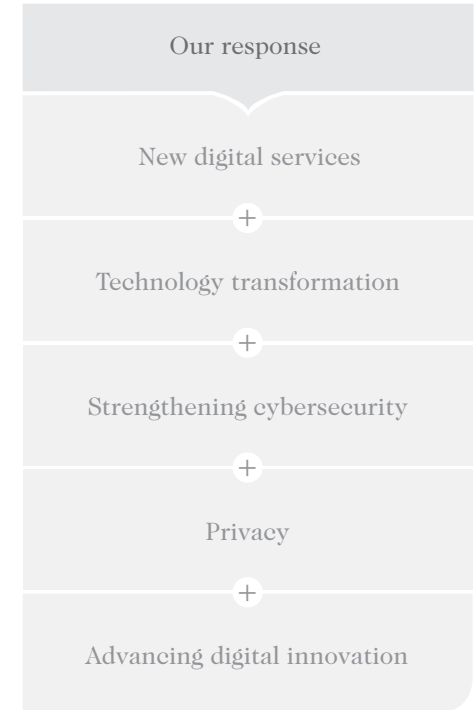 Our response
New digital services
+
Technology transformation
+
Strengthening cybersecurity
+
Privacy
+
Advancing digital innovation